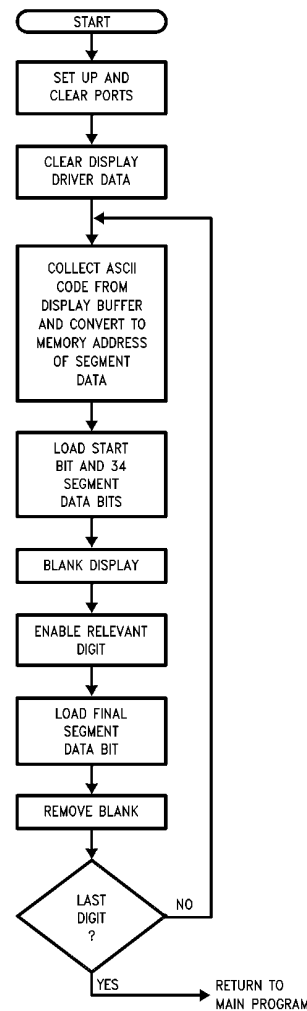 START
SET UP AND
CLEAR PORTS
CLEAR DISPLAY
DRIVER DATA
COLLECT ASCII
CODE FROM
DISPLAY BUFFER
AND CONVERT TO
MEMORY ADDRESS
OF SEGMENT
DATA
LOAD START
BIT AND 34
SEGMENT
DATA BITS
BLANK DISPLAY
ENABLE RELEVANT
DIGIT
LOAD FINAL
SEGMENT
DATA BIT
REMOVE BLANK
LAST
DIGIT
?
NO
YES
RETURN TO
MAIN PROGRAM